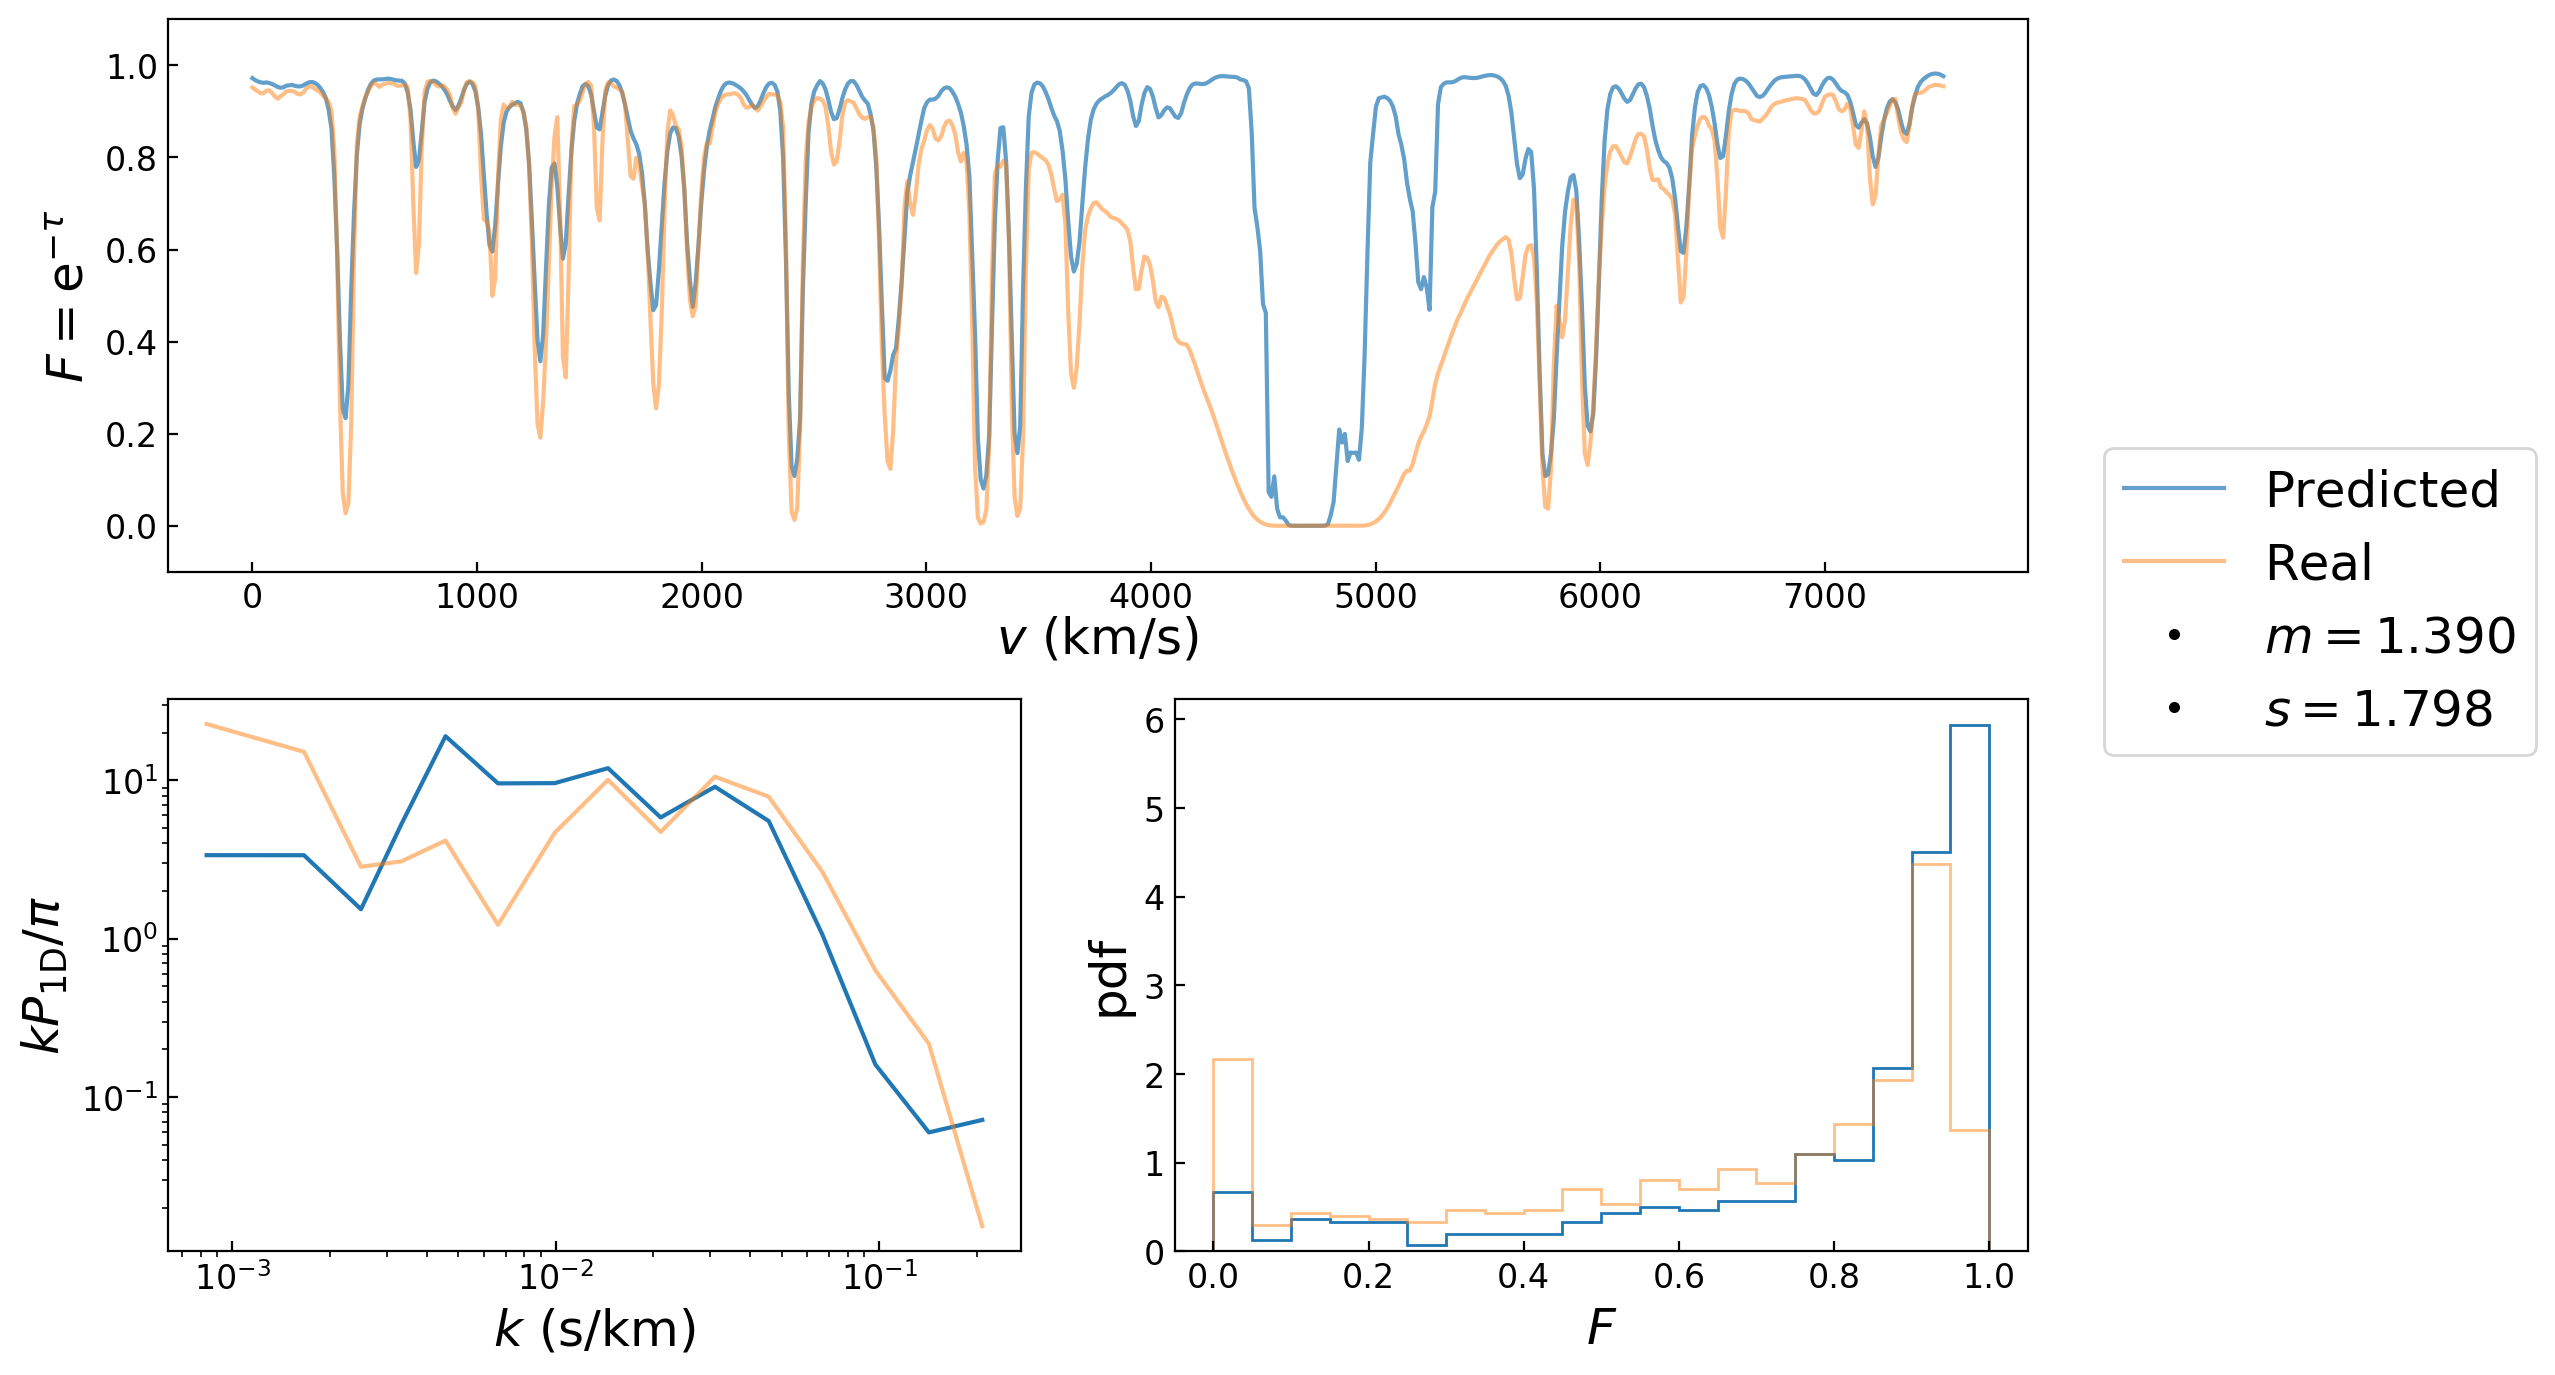 1.0
0.8
0.6
0.4
0.2
0.0
F = e^{−τ}
0 1000 2000 3000 4000 5000 6000 7000
v (km/s)
Predicted
Real
m = 1.390
s = 1.798
10^1
10^0
10^{−1}
kP_{1D}/π
10^{−3} 10^{−2} 10^{−1}
k (s/km)
6
5
4
3
2
1
0
pdf
0.0 0.2 0.4 0.6 0.8 1.0
F